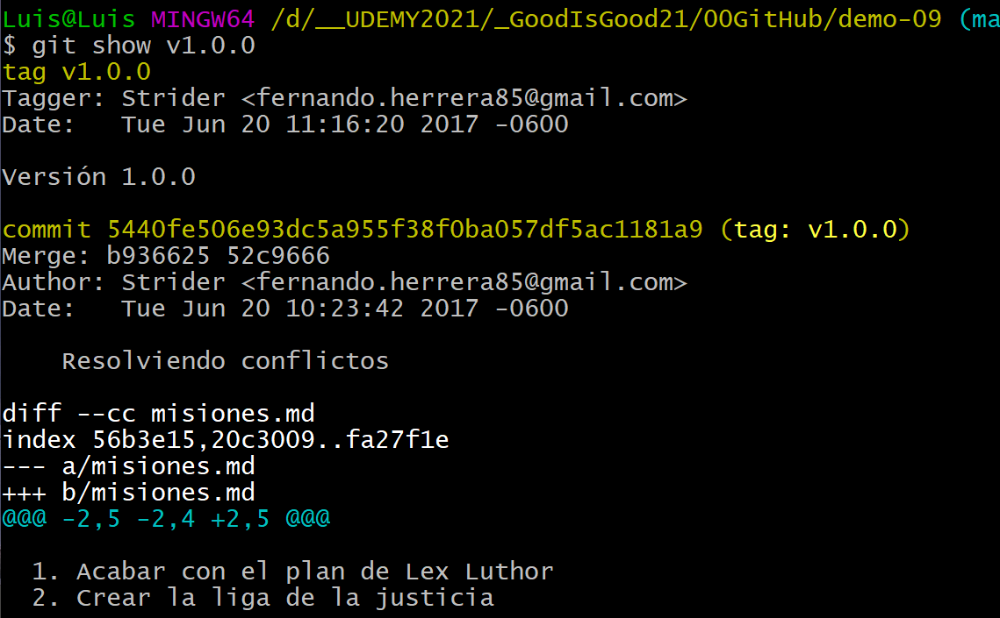 Luis@Luis MINGW64 /d/__UDEMY2021/_GoodIsGood21/00GitHub/demo-09 (ma
$ git show v1.0.0
tag v1.0.0
Tagger: Strider <fernando.herrera85@gmail.com>
Date:   Tue Jun 20 11:16:20 2017 -0600

Versión 1.0.0

commit 5440fe506e93dc5a955f38f0ba057df5ac1181a9 (tag: v1.0.0)
Merge: b936625 52c9666
Author: Strider <fernando.herrera85@gmail.com>
Date:   Tue Jun 20 10:23:42 2017 -0600

    Resolviendo conflictos

diff --cc misiones.md
index 56b3e15,20c3009..fa27f1e
--- a/misiones.md
+++ b/misiones.md
@@@ -2,5 -2,4 +2,5 @@@

  1. Acabar con el plan de Lex Luthor
  2. Crear la liga de la justicia